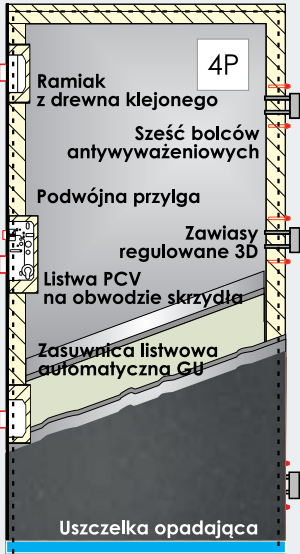 4P
Ramiak
z drewna klejonego
Sześć bolców
antywyważeniowych
Podwójna przylga
Zawiasy
regulowane 3D
Listwa PCV
na obwodzie skrzydła
Zasuwnica listwowa
automatyczna GU
Uszczelka opadająca